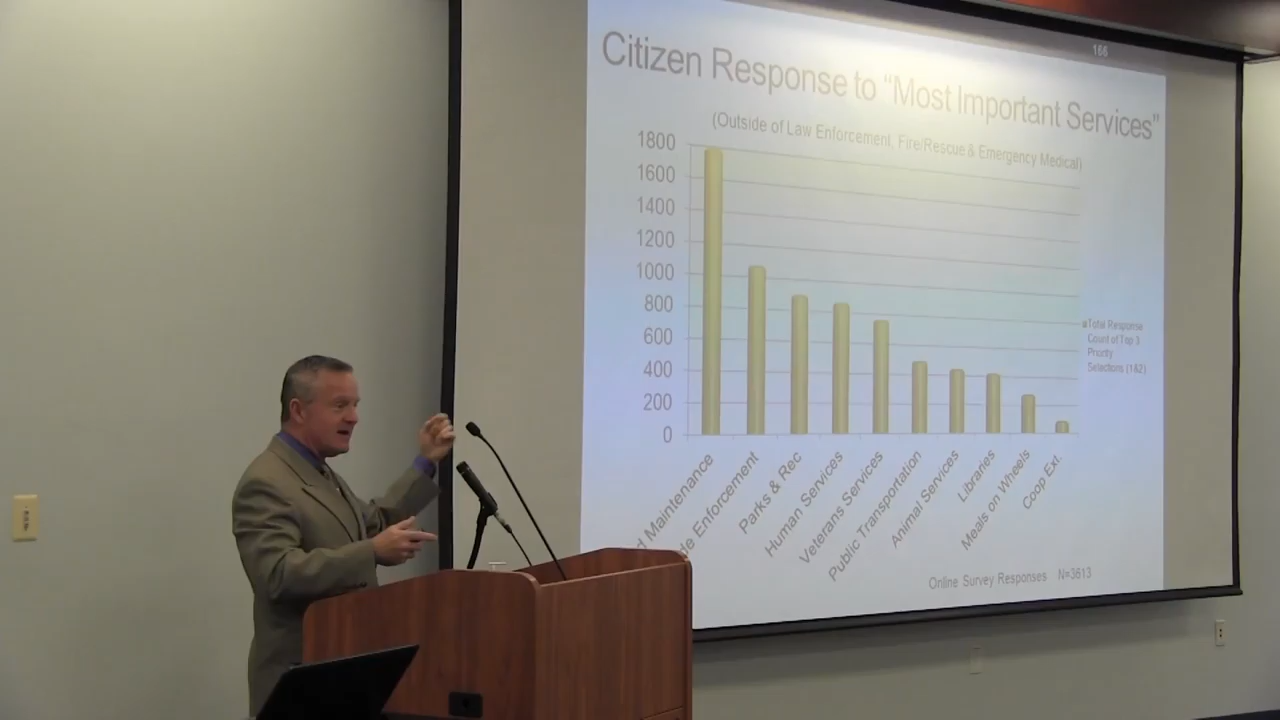 166
Citizen Response to “Most Important Services”
(Outside of Law Enforcement, Fire/Rescue & Emergency Medical)
1800
1600
1400
1200
1000
800
600
400
200
0
Total Response
Count of Top 3
Priority
Selections (182)
d Maintenance
de Enforcement
Parks & Rec
Human Services
Veterans Services
Public Transportation
Animal Services
Libraries
Meals on Wheels
Coop Ext.
Online Survey Responses N=3613